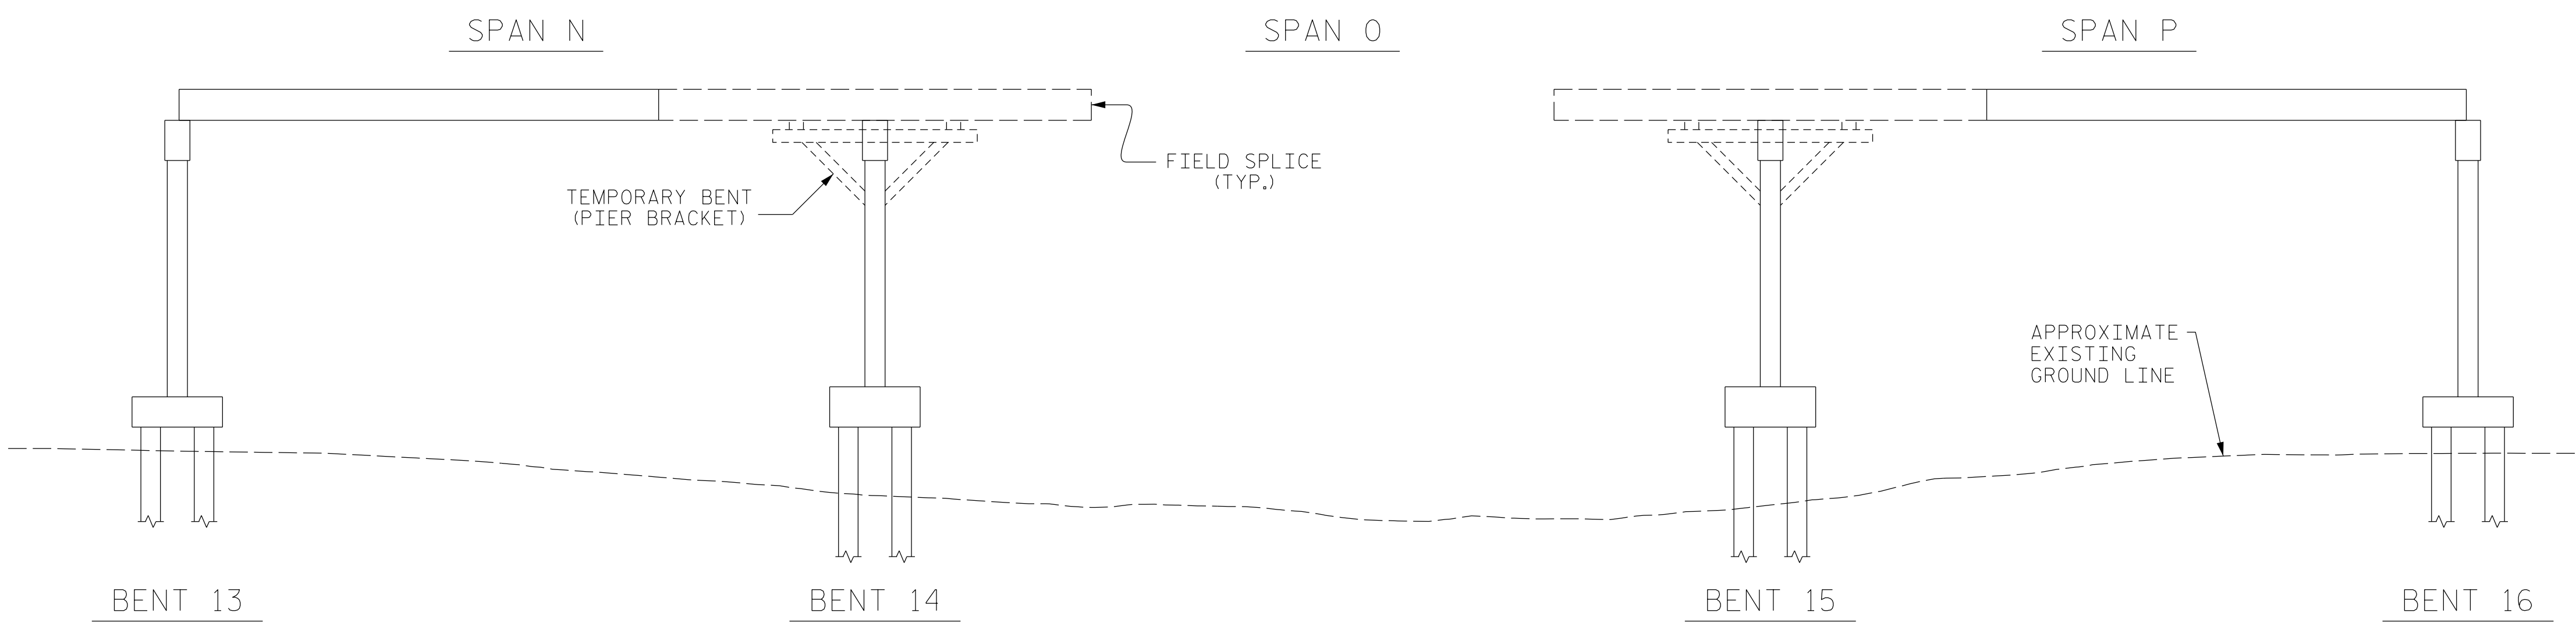 SPAN N
SPAN O
SPAN P
FIELD SPLICE
(TYP.)
TEMPORARY BENT
(PIER BRACKET)
APPROXIMATE
EXISTING
GROUND LINE
BENT 13
BENT 14
BENT 15
BENT 16